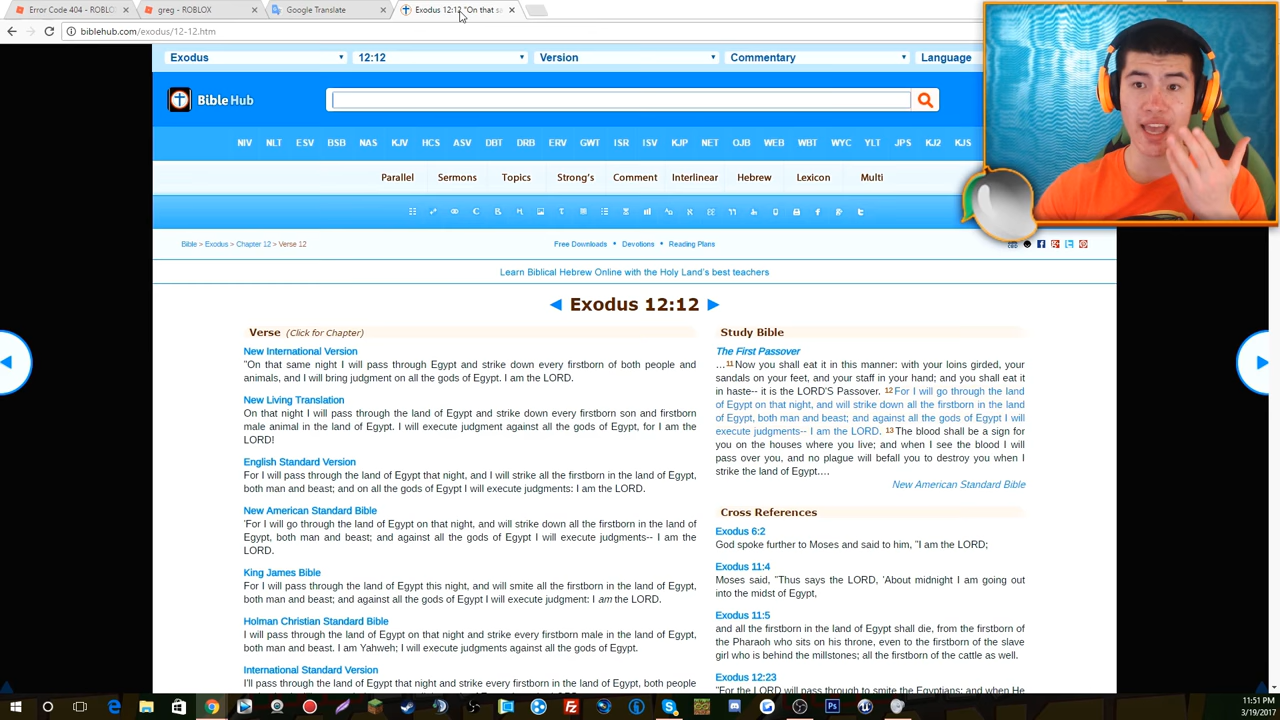 Error Code 404 - ROBLO
greg - ROBLOX
Google Translate
Exodus 12:12 "On that sa
biblehub.com/exodus/12-12.htm
Exodus 12:12 Version Commentary Language
Bible Hub
NIV NLT ESV BSB NAS KJV HCS ASV DBT DRB ERV GWT ISR ISV KJP NET OJB WEB WBT WYC YLT JPS KJ2 KJS
Parallel Sermons Topics Strong's Comment Interlinear Hebrew Lexicon Multi
Bible > Exodus > Chapter 12 > Verse 12
Free Downloads • Devotions • Reading Plans
Learn Biblical Hebrew Online with the Holy Land's best teachers
Exodus 12:12
Verse (Click for Chapter)
New International Version
"On that same night I will pass through Egypt and strike down every firstborn of both people and
animals, and I will bring judgment on all the gods of Egypt. I am the LORD.
New Living Translation
On that night I will pass through the land of Egypt and strike down every firstborn son and firstborn
male animal in the land of Egypt. I will execute judgment against all the gods of Egypt, for I am the
LORD!
English Standard Version
For I will pass through the land of Egypt that night, and I will strike all the firstborn in the land of Egypt,
both man and beast; and on all the gods of Egypt I will execute judgments: I am the LORD.
New American Standard Bible
'For I will go through the land of Egypt on that night, and will strike down all the firstborn in the land of
Egypt, both man and beast; and against all the gods of Egypt I will execute judgments-- I am the
LORD.
King James Bible
For I will pass through the land of Egypt this night, and will smite all the firstborn in the land of Egypt,
both man and beast; and against all the gods of Egypt I will execute judgment: I am the LORD.
Holman Christian Standard Bible
I will pass through the land of Egypt on that night and strike every firstborn male in the land of Egypt,
both man and beast. I am Yahweh; I will execute judgments against all the gods of Egypt.
International Standard Version
I'll pass through the land of Egypt that night and strike every firstborn in the land of Egypt, both people
Study Bible
The First Passover
…11Now you shall eat it in this manner: with your loins girded, your
sandals on your feet, and your staff in your hand; and you shall eat it
in haste-- it is the LORD'S Passover. 12For I will go through the land
of Egypt on that night, and will strike down all the firstborn in the land
of Egypt, both man and beast; and against all the gods of Egypt I will
execute judgments-- I am the LORD. 13The blood shall be a sign for
you on the houses where you live; and when I see the blood I will
pass over you, and no plague will befall you to destroy you when I
strike the land of Egypt.…
New American Standard Bible
Cross References
Exodus 6:2
God spoke further to Moses and said to him, "I am the LORD;
Exodus 11:4
Moses said, "Thus says the LORD, 'About midnight I am going out
into the midst of Egypt,
Exodus 11:5
and all the firstborn in the land of Egypt shall die, from the firstborn of
the Pharaoh who sits on his throne, even to the firstborn of the slave
girl who is behind the millstones; all the firstborn of the cattle as well.
Exodus 12:23
"For the LORD will pass through to smite the Egyptians; and when He
11:51 PM
3/19/2017